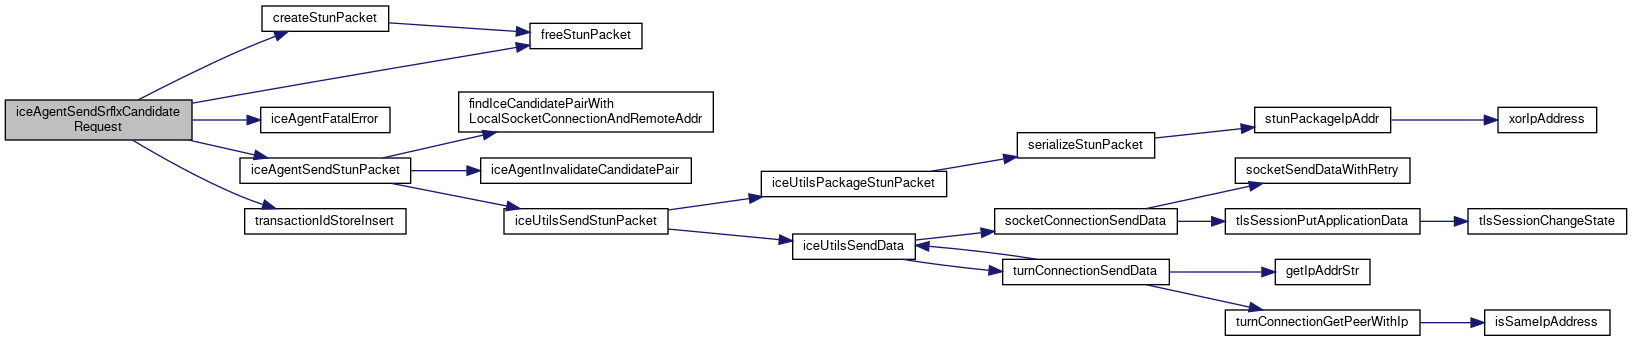 createStunPacket
freeStunPacket
iceAgentSendSrflxCandidate
Request
iceAgentFatalError
findIceCandidatePairWith
LocalSocketConnectionAndRemoteAddr
iceAgentSendStunPacket
iceAgentInvalidateCandidatePair
transactionIdStoreInsert
iceUtilsSendStunPacket
iceUtilsPackageStunPacket
iceUtilsSendData
serializeStunPacket
stunPackageIpAddr
xorIpAddress
socketSendDataWithRetry
socketConnectionSendData
tlsSessionPutApplicationData
tlsSessionChangeState
turnConnectionSendData
getIpAddrStr
turnConnectionGetPeerWithIp
isSameIpAddress